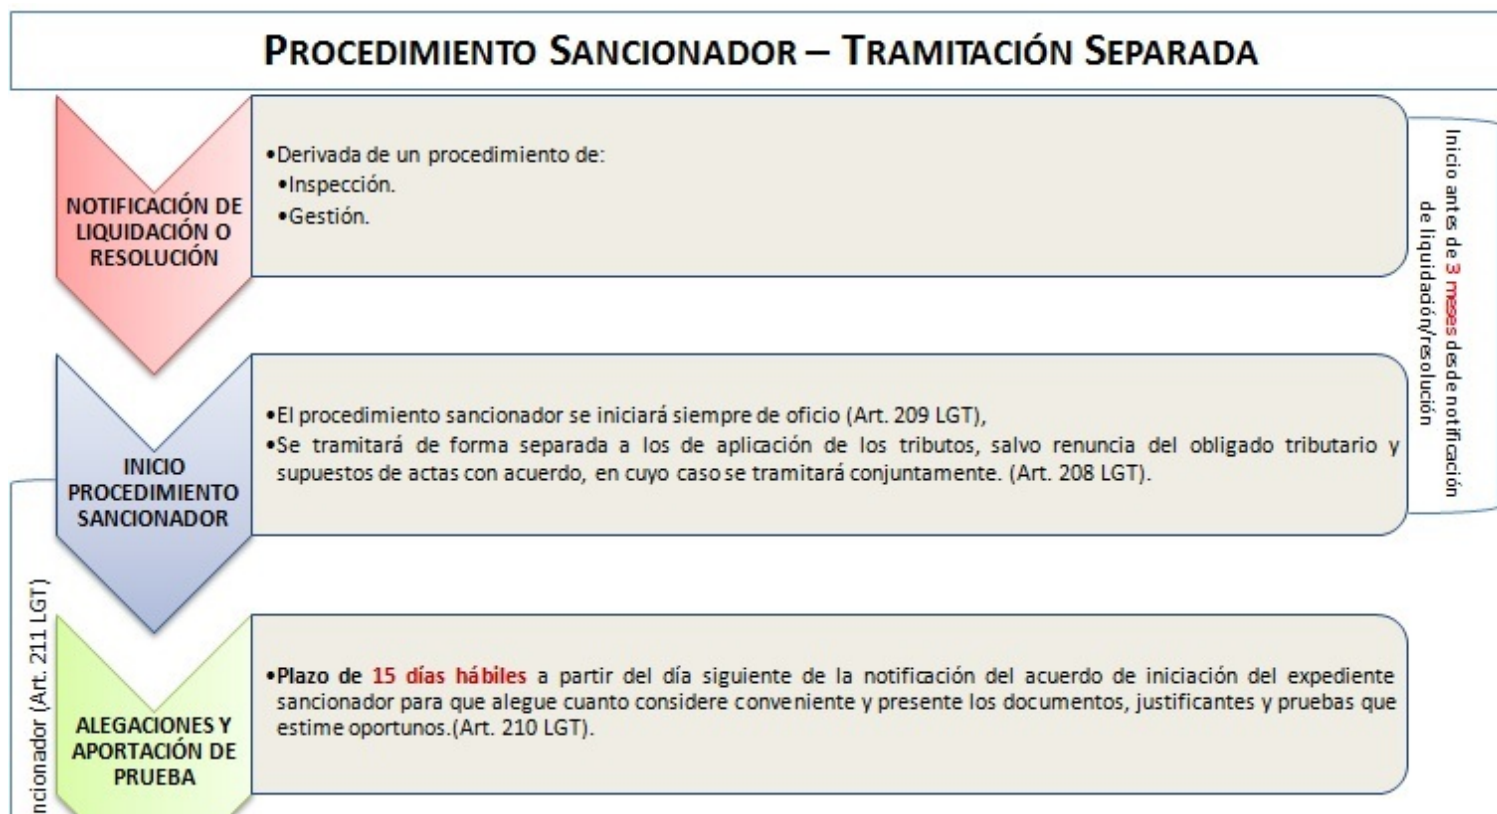 PROCEDIMIENTO SANCIONADOR – TRAMITACIÓN SEPARADA
NOTIFICACIÓN DE
LIQUIDACIÓN O
RESOLUCIÓN
•Derivada de un procedimiento de:
•Inspección.
•Gestión.
Inicio antes de 3 meses desde notificación
de liquidación/resolución
INICIO
PROCEDIMIENTO
SANCIONADOR
•El procedimiento sancionador se iniciará siempre de oficio (Art. 209 LGT),
•Se tramitará de forma separada a los de aplicación de los tributos, salvo renuncia del obligado tributario y
supuestos de actas con acuerdo, en cuyo caso se tramitará conjuntamente. (Art. 208 LGT).
ALEGACIONES Y
APORTACIÓN DE
PRUEBA
•Plazo de 15 días hábiles a partir del día siguiente de la notificación del acuerdo de iniciación del expediente
sancionador para que alegue cuanto considere conveniente y presente los documentos, justificantes y pruebas que
estime oportunos.(Art. 210 LGT).
ncionador (Art. 211 LGT)